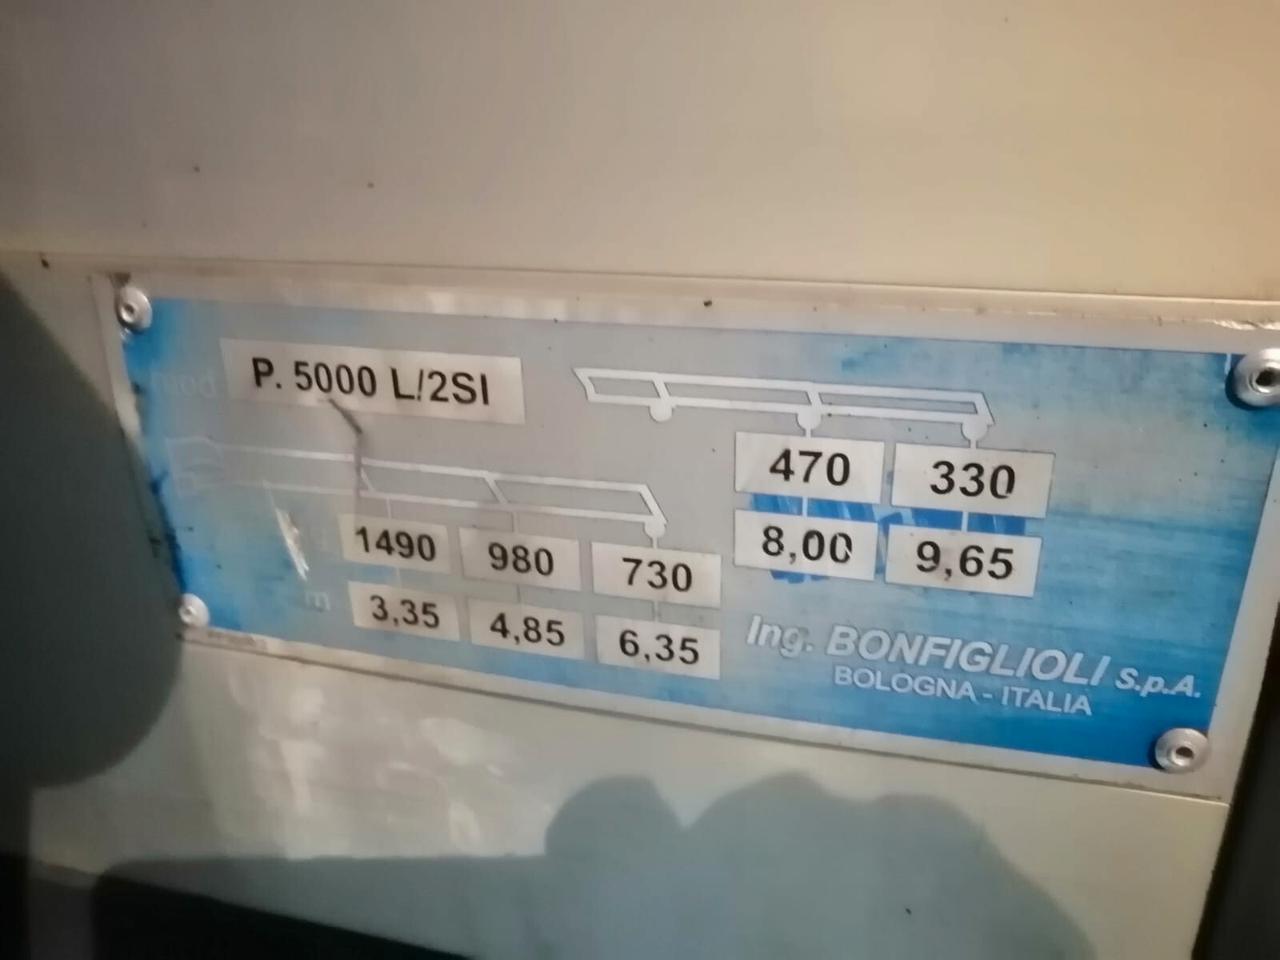 mod P. 5000 L/2SI
470 330
8,00 9,65
1490 980 730
m 3,35 4,85 6,35
Ing. BONFIGLIOLI s.p.A.
BOLOGNA - ITALIA